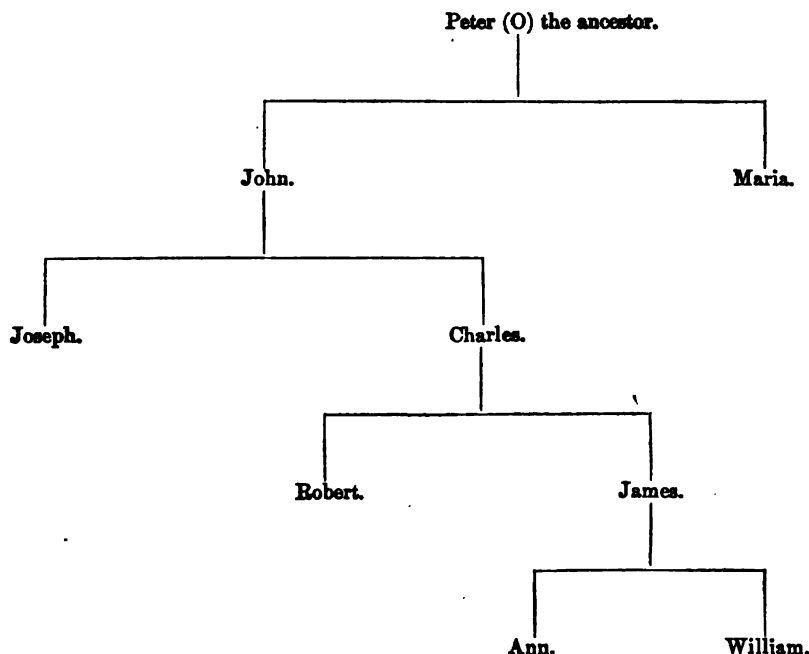 Peter (O) the ancestor.
John. Maria.
Joseph. Charles.
Robert. James.
Ann. William.